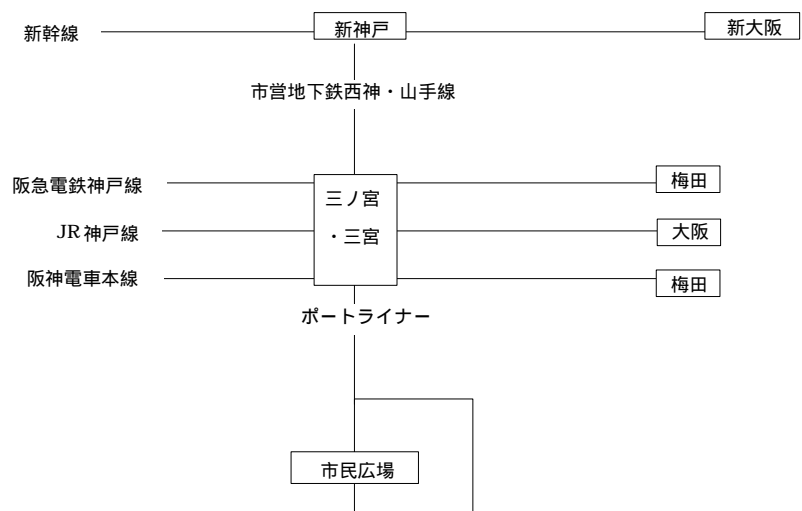 新幹線
新神戸
新大阪
市営地下鉄西神・山手線
阪急電鉄神戸線
三ノ宮
・三宮
梅田
JR神戸線
大阪
阪神電車本線
梅田
ポートライナー
市民広場